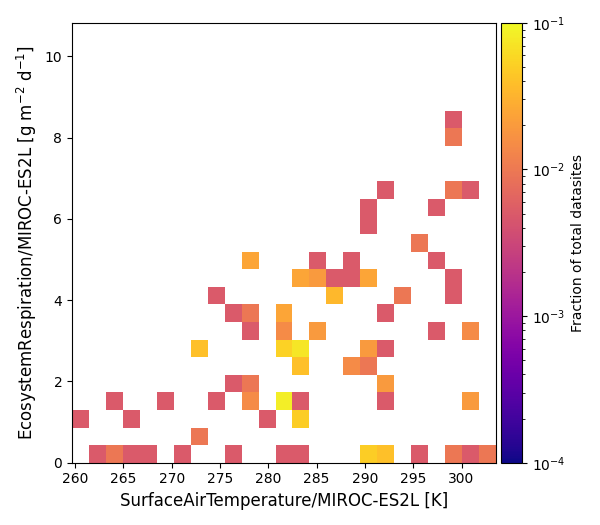 EcosystemRespiration/MIROC-ES2L [g m⁻² d⁻¹]
10
8
6
4
2
0
260 265 270 275 280 285 290 295 300
SurfaceAirTemperature/MIROC-ES2L [K]
10⁻¹
10⁻²
10⁻³
10⁻⁴
Fraction of total datasites